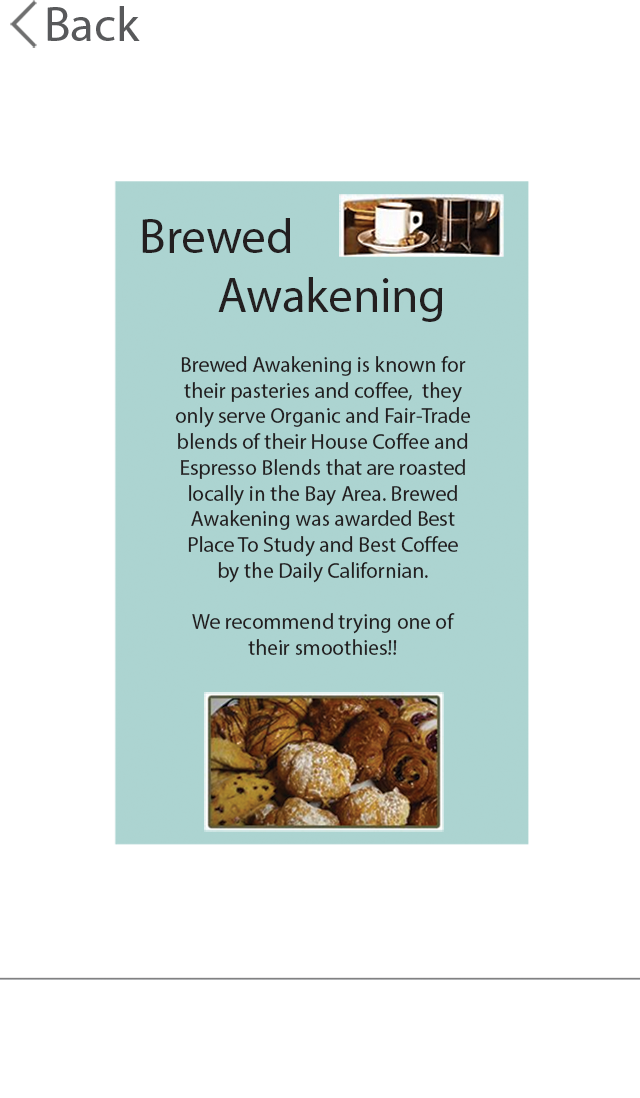 Back
Brewed
Awakening
Brewed Awakening is known for
their pasteries and coffee,  they
only serve Organic and Fair-Trade
blends of their House Coffee and
Espresso Blends that are roasted
locally in the Bay Area. Brewed
Awakening was awarded Best
Place To Study and Best Coffee
by the Daily Californian.
We recommend trying one of
their smoothies!!